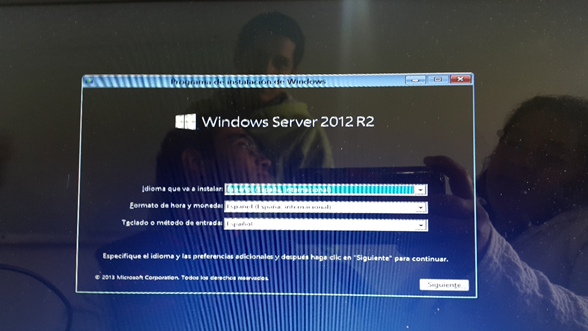 Programa de instalación de Windows
Windows Server 2012 R2
Idioma que va a instalar:
Formato de hora y moneda: Español (España, internacional)
Teclado o método de entrada: Español
Especifique el idioma y las preferencias adicionales y después haga clic en "Siguiente" para continuar.
© 2013 Microsoft Corporation. Todos los derechos reservados.
Siguiente